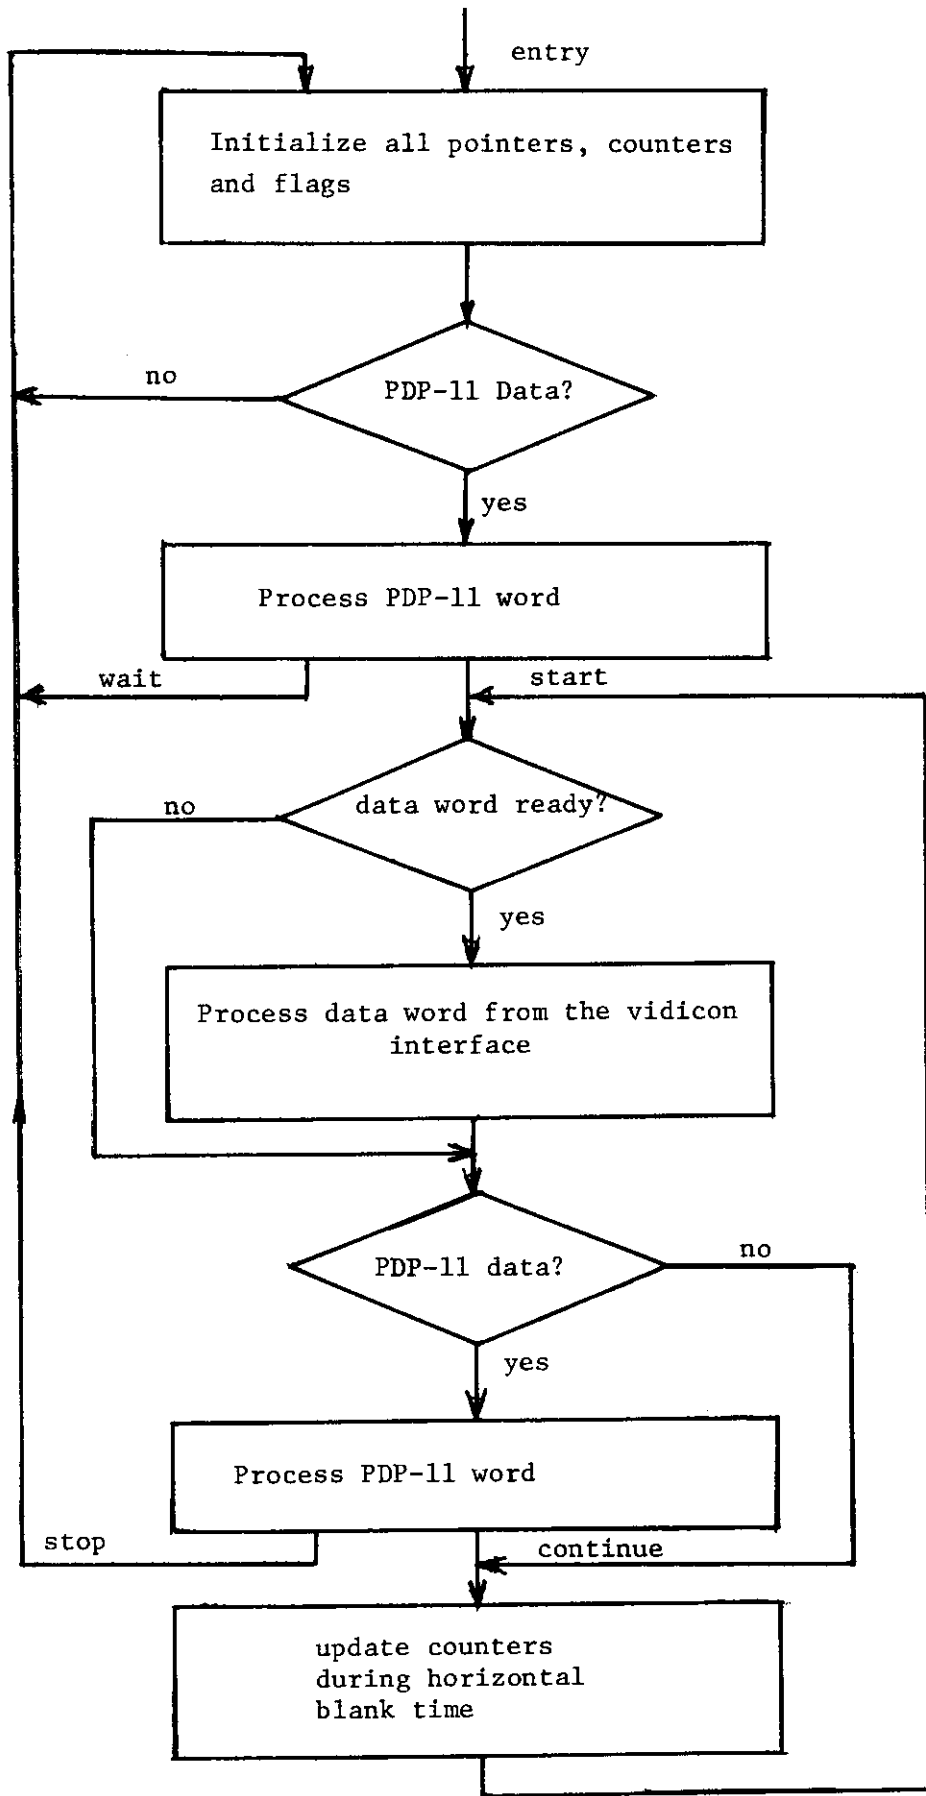 entry
Initialize all pointers, counters
and flags
no
PDP-11 Data?
yes
Process PDP-11 word
wait
start
no
data word ready?
yes
Process data word from the vidicon
interface
no
PDP-11 data?
yes
Process PDP-11 word
stop
continue
update counters
during horizontal
blank time